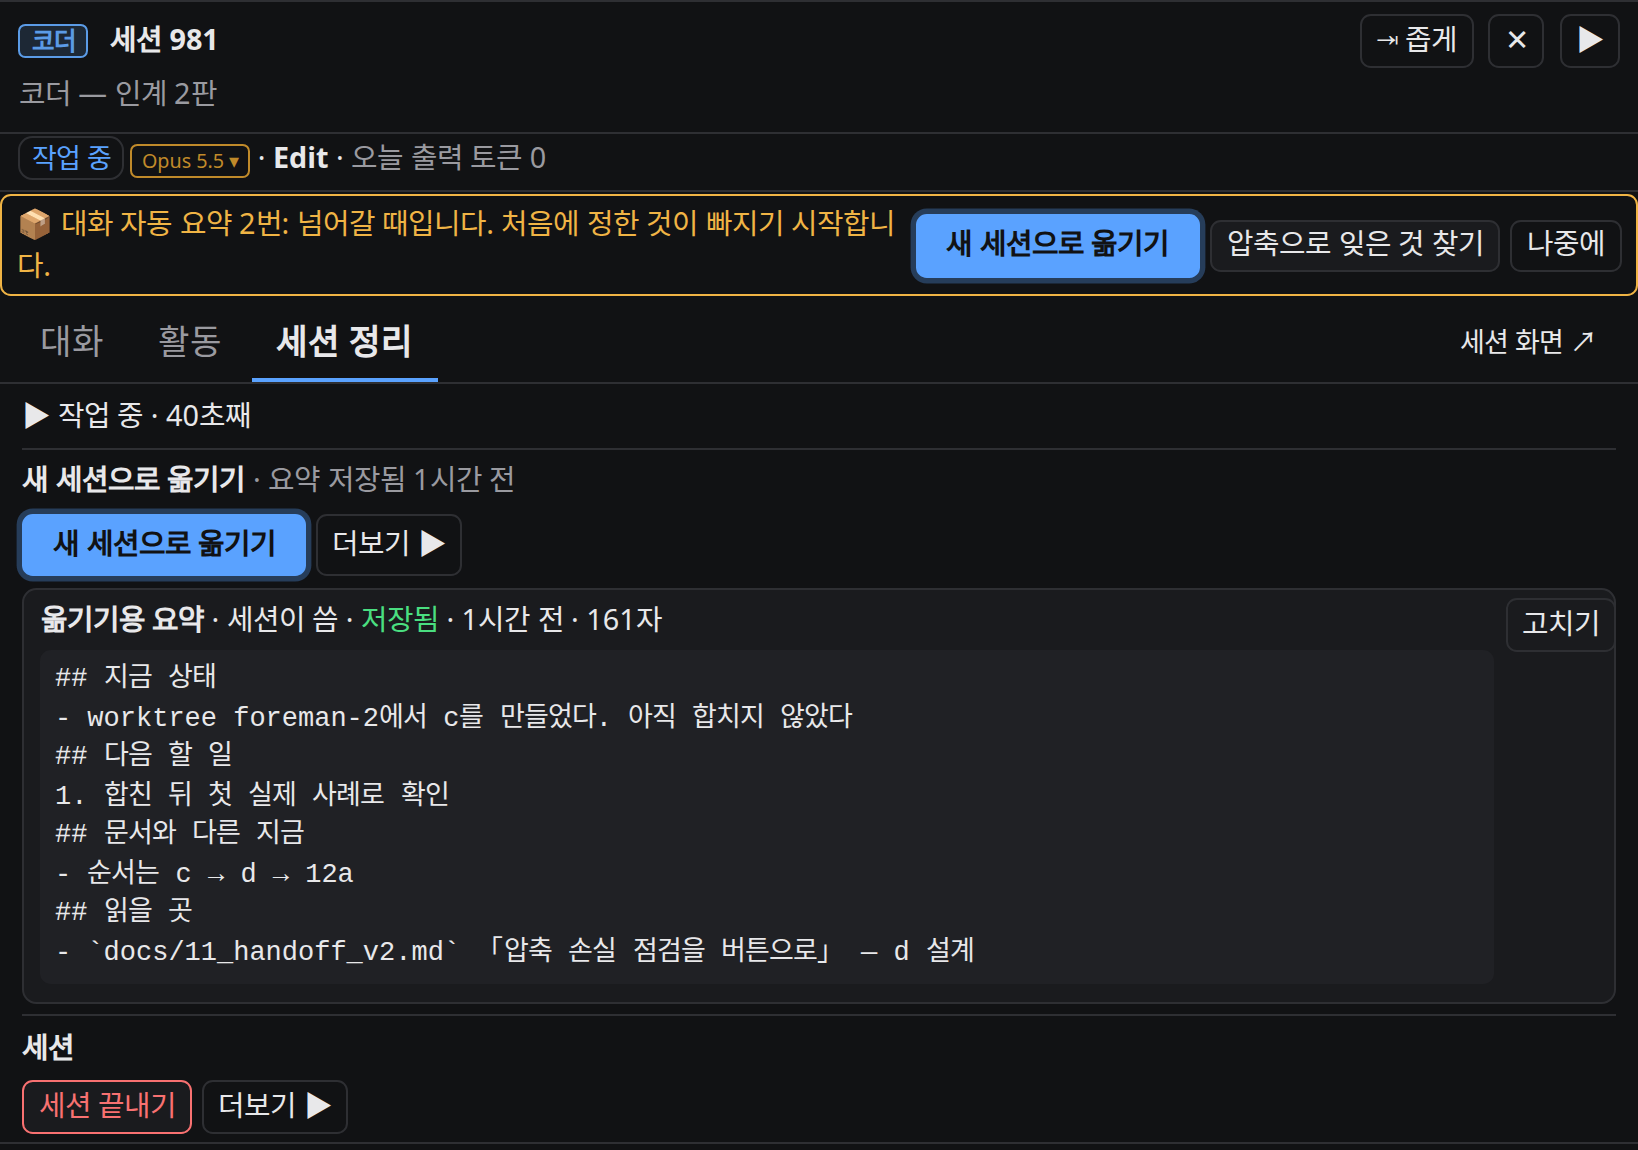 코더 세션 981 ⇥ 좁게 ✕ ▶
코더 — 인계 2판
작업 중 Opus 5.5 ▾ · Edit · 오늘 출력 토큰 0
📦 대화 자동 요약 2번: 넘어갈 때입니다. 처음에 정한 것이 빠지기 시작합니
다.
새 세션으로 옮기기 압축으로 잊은 것 찾기 나중에
대화 활동 세션 정리 세션 화면 ↗
▶ 작업 중 · 40초째
새 세션으로 옮기기 · 요약 저장됨 1시간 전
새 세션으로 옮기기 더보기 ▶
옮기기용 요약 · 세션이 씀 · 저장됨 · 1시간 전 · 161자 고치기
## 지금 상태
- worktree foreman-2에서 c를 만들었다. 아직 합치지 않았다
## 다음 할 일
1. 합친 뒤 첫 실제 사례로 확인
## 문서와 다른 지금
- 순서는 c → d → 12a
## 읽을 곳
- `docs/11_handoff_v2.md` 「압축 손실 점검을 버튼으로」 — d 설계
세션
세션 끝내기 더보기 ▶